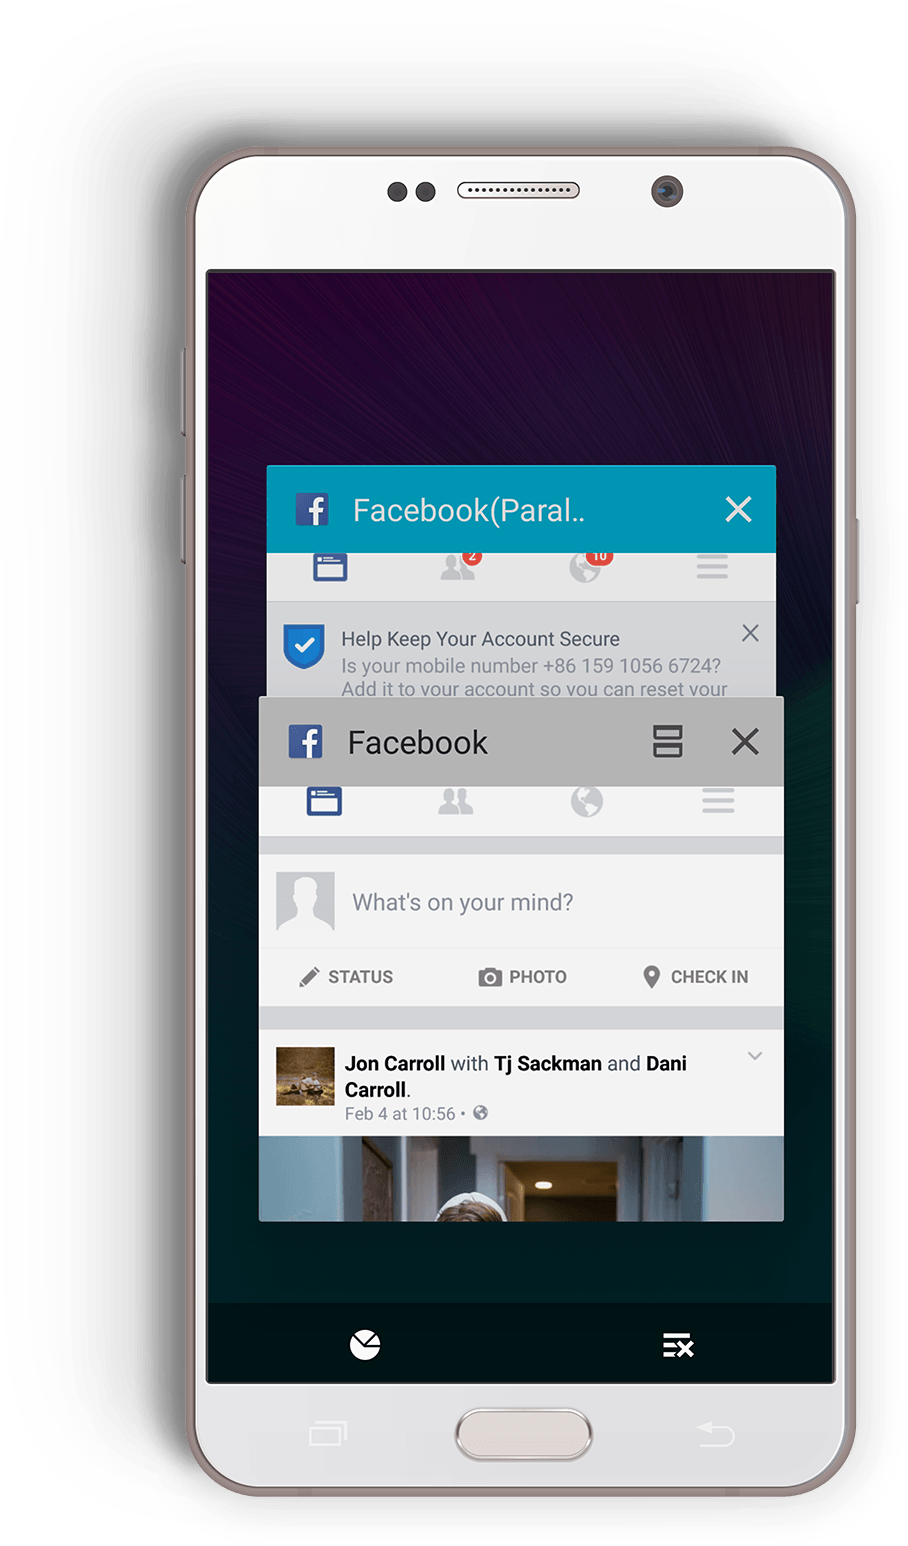 Facebook(Paral..
2
10
Help Keep Your Account Secure
Is your mobile number +86 159 1056 6724?
Add it to your account so you can reset your
Facebook
What's on your mind?
STATUS PHOTO CHECK IN
Jon Carroll with Tj Sackman and Dani
Carroll.
Feb 4 at 10:56 •